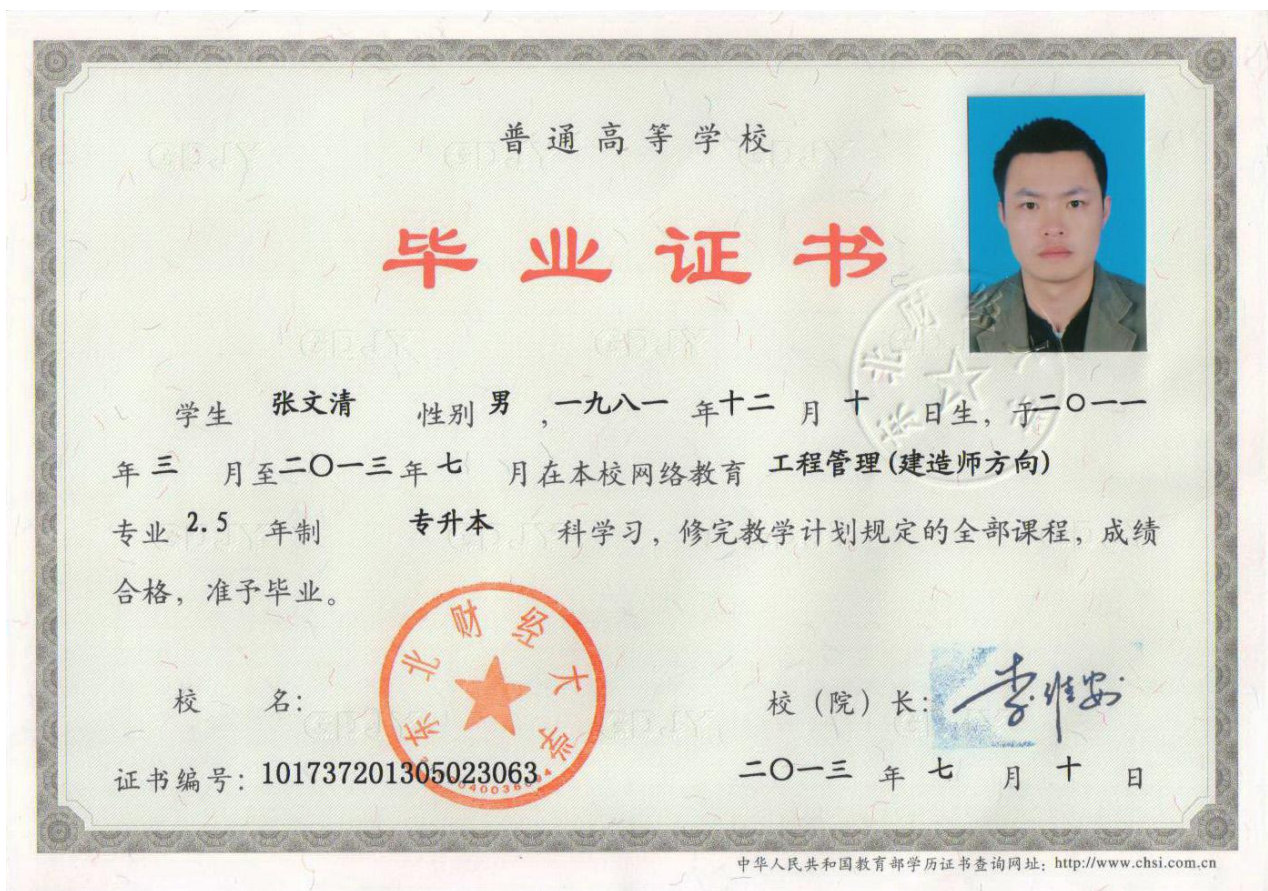 普通高等学校
毕业证书
学生 张文清 性别 男 ，一九八一 年 十二 月 十 日生，于二〇一一
年 三 月至二〇一三年 七 月在本校网络教育 工程管理(建造师方向)
专业 2.5 年制 专升本 科学习，修完教学计划规定的全部课程，成绩
合格，准予毕业。
东北财经大学
校 名：
校（院）长：李维安
证书编号：101737201305023063
二〇一三 年 七 月 十 日
中华人民共和国教育部学历证书查询网址：http://www.chsi.com.cn